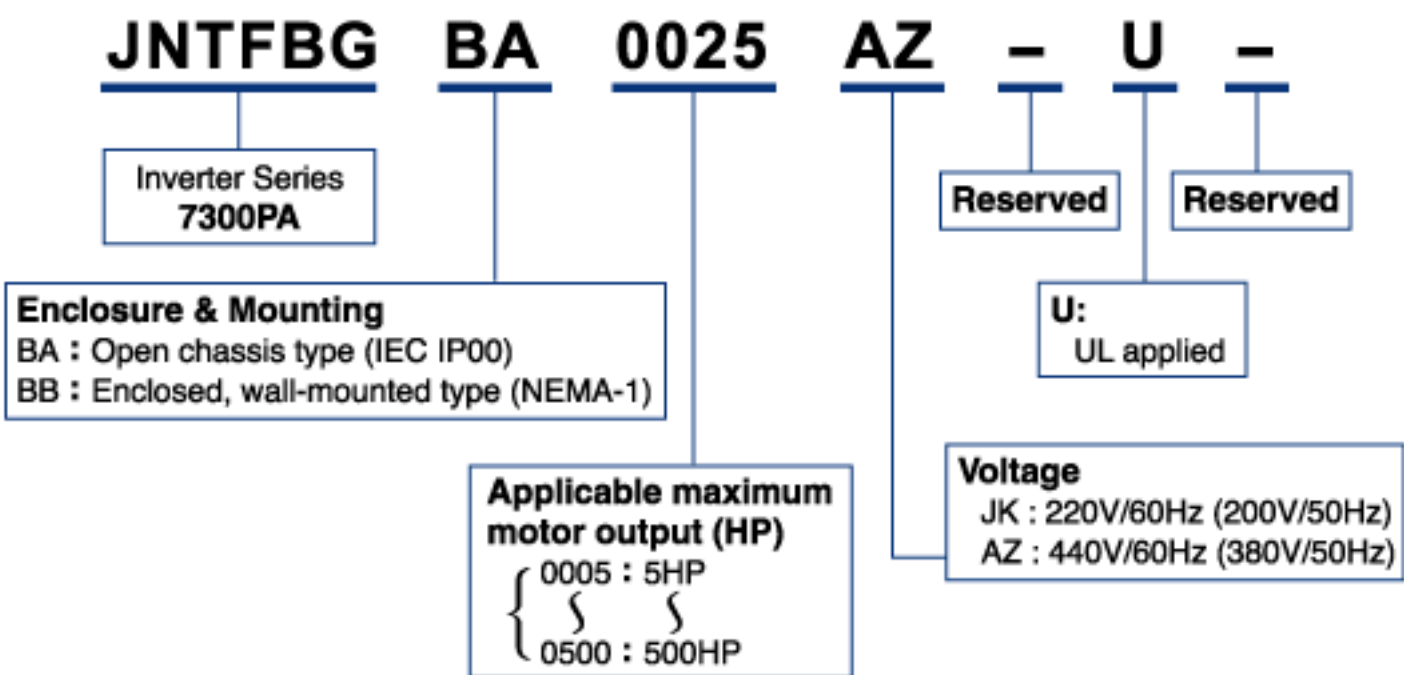 JNTFBG BA 0025 AZ – U –
Inverter Series
7300PA
Reserved
Reserved
Enclosure & Mounting
BA : Open chassis type (IEC IP00)
BB : Enclosed, wall-mounted type (NEMA-1)
U:
UL applied
Applicable maximum
motor output (HP)
0005 : 5HP
0500 : 500HP
Voltage
JK : 220V/60Hz (200V/50Hz)
AZ : 440V/60Hz (380V/50Hz)